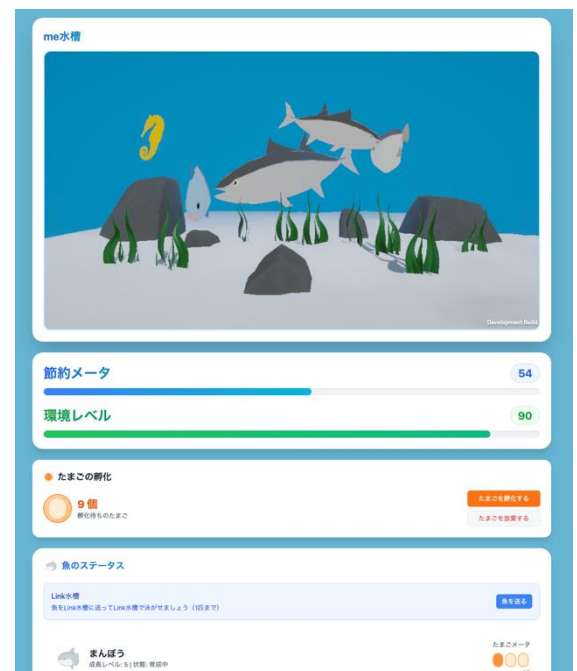 me水槽
Development Build
節約メータ
54
環境レベル
90
たまごの孵化
9 個
孵化待ちのたまご
たまごを孵化する
たまごを放棄する
魚のステータス
Link水槽
魚をLink水槽に送ってLink水槽で泳がせましょう（1匹まで）
魚を送る
まんぼう
成長レベル: 5 | 状態: 育成中
たまごメータ